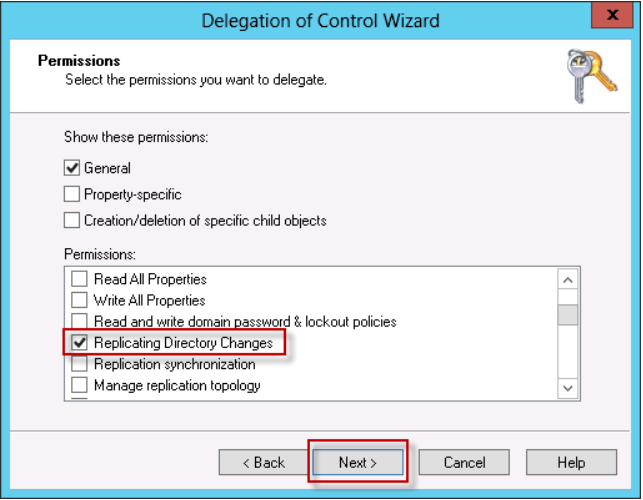 Delegation of Control Wizard
x
Permissions
Select the permissions you want to delegate.
Show these permissions:
General
Property-specific
Creation/deletion of specific child objects
Permissions:
Read All Properties
Write All Properties
Read and write domain password & lockout policies
Replicating Directory Changes
Replication synchronization
Manage replication topology
< Back
Next >
Cancel
Help